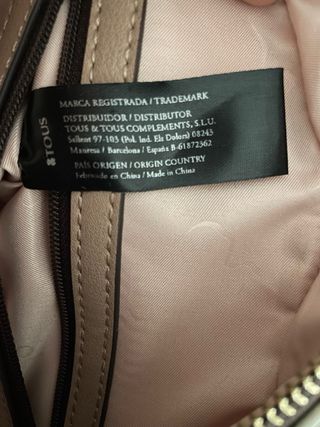 TOUS
MARCA REGISTRADA / TRADEMARK
DISTRIBUIDOR / DISTRIBUTOR
TOUS & TOUS COMPLEMENTS, S.L.U.
Sallent 97-103 (Pol. Ind. Els Dolors) 08243
Manresa / Barcelona / España B-61872362
PAÍS ORIGEN / ORIGIN COUNTRY
Fabricado en China / Made in China